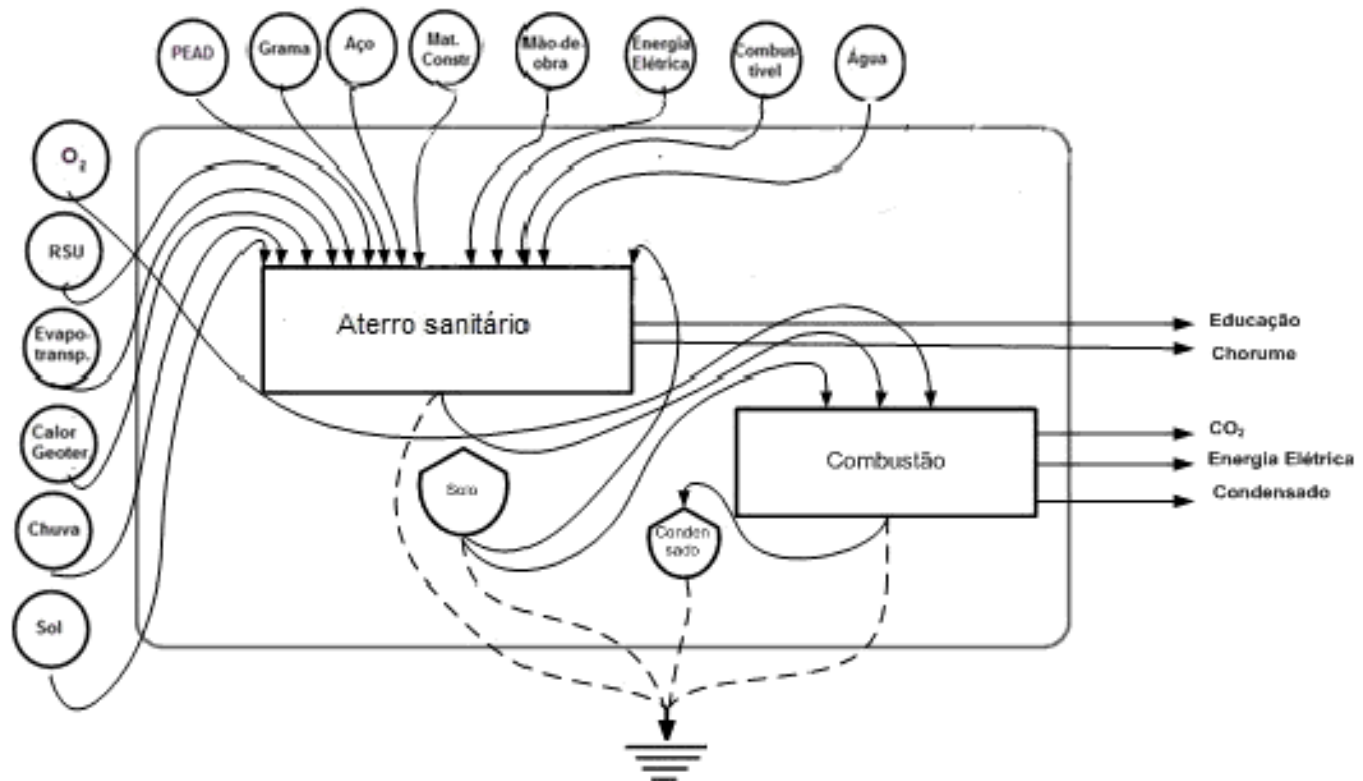 PEAD
Grama
Aço
Mat.
Constr.
Mão-de-
obra
Energia
Elétrica
Combus-
tível
Água
O₂
RSU
Evapo-
transp.
Calor
Geoter.
Chuva
Sol
Aterro sanitário
Solo
Conden
sado
Combustão
Educação
Chorume
CO₂
Energia Elétrica
Condensado